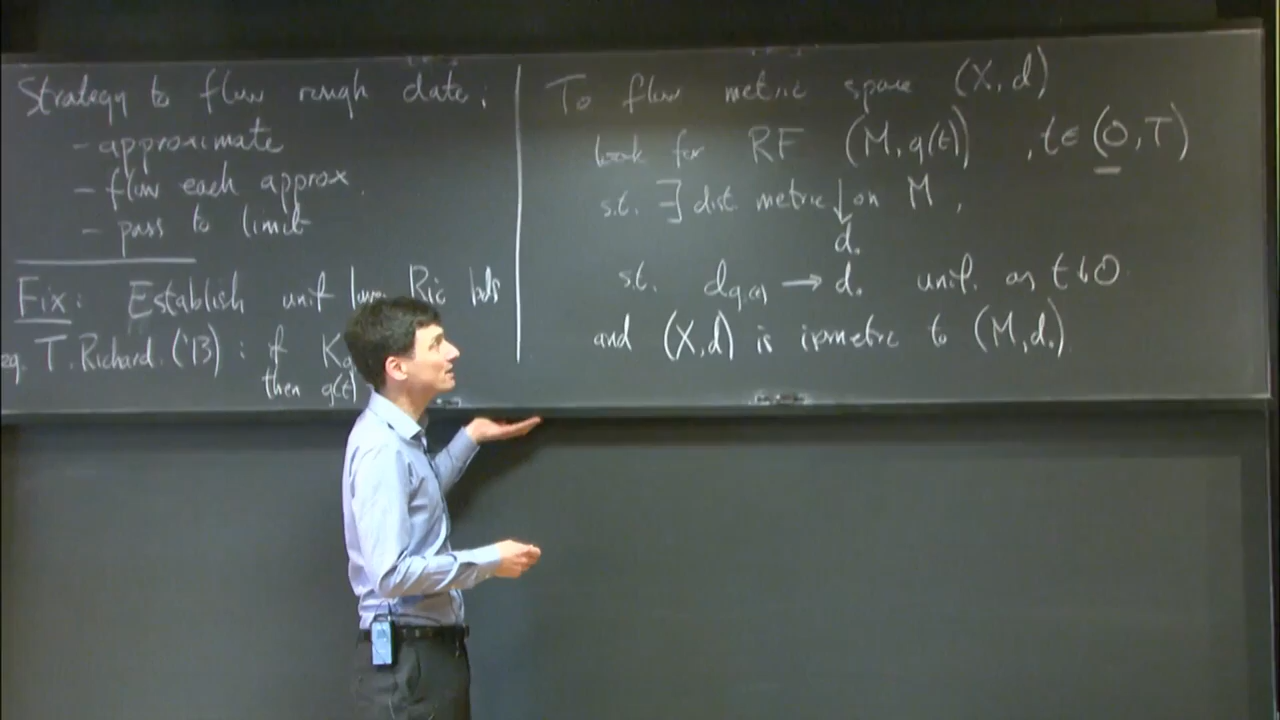 Strategy to flow rough data:
- approximate
- flow each approx.
- pass to limit
Fix: Establish unif low Ric bds
eg. T. Richard ('13): if K
then g(t)
To flow metric space (X, d)
look for RF (M, g(t)), t ∈ (0, T)
s.t. ∃ dist. metric ↓ on M,
d₀
s.t. d_{g(t)} → d₀ unif. as t↓0
and (X,d) is isometric to (M, d₀)